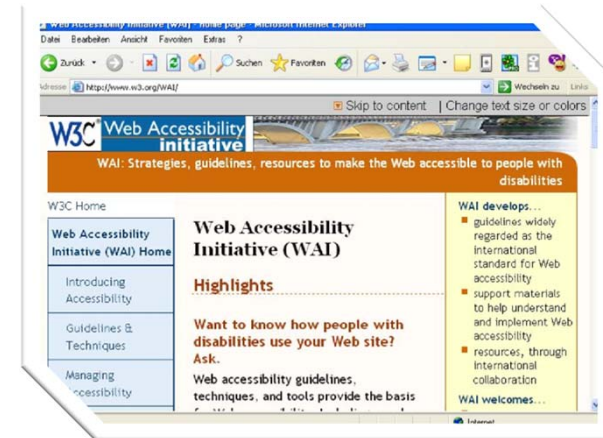 Web Accessibility Initiative (WAI) - home page - Microsoft Internet Explorer
Datei Bearbeiten Ansicht Favoriten Extras ?
Zurück Suchen Favoriten
Adresse http://www.w3.org/WAI/ Wechseln zu Links
Skip to content | Change text size or colors
W3C Web Accessibility
initiative
WAI: Strategies, guidelines, resources to make the Web accessible to people with
disabilities
W3C Home
Web Accessibility
Initiative (WAI) Home
Introducing
Accessibility
Guidelines &
Techniques
Managing
Accessibility
Web Accessibility
Initiative (WAI)
Highlights
Want to know how people with
disabilities use your Web site?
Ask.
Web accessibility guidelines,
techniques, and tools provide the basis
WAI develops...
guidelines widely
regarded as the
international
standard for Web
accessibility
support materials
to help understand
and implement Web
accessibility
resources, through
international
collaboration
WAI welcomes...
Internet